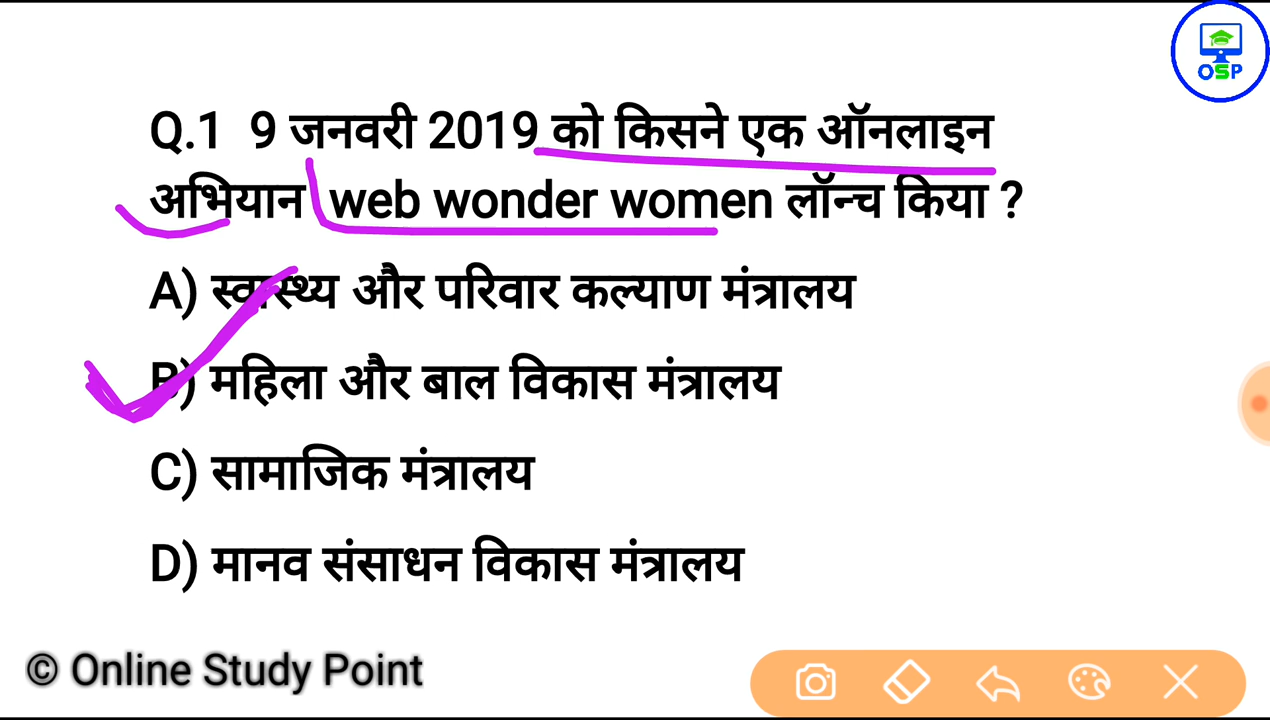 OSP
Q.1 9 जनवरी 2019 को किसने एक ऑनलाइन
अभियान web wonder women लॉन्च किया ?
A) स्वास्थ्य और परिवार कल्याण मंत्रालय
B) महिला और बाल विकास मंत्रालय
C) सामाजिक मंत्रालय
D) मानव संसाधन विकास मंत्रालय
© Online Study Point